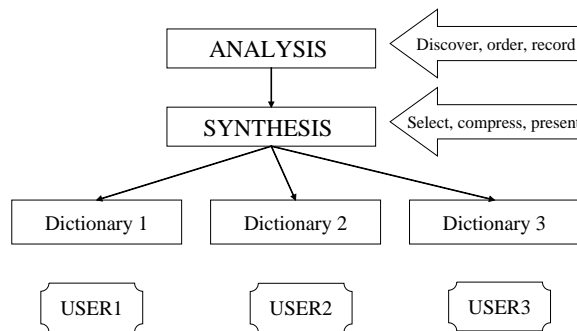 ANALYSIS
Discover, order, record
SYNTHESIS
Select, compress, present
Dictionary 1
Dictionary 2
Dictionary 3
USER1
USER2
USER3